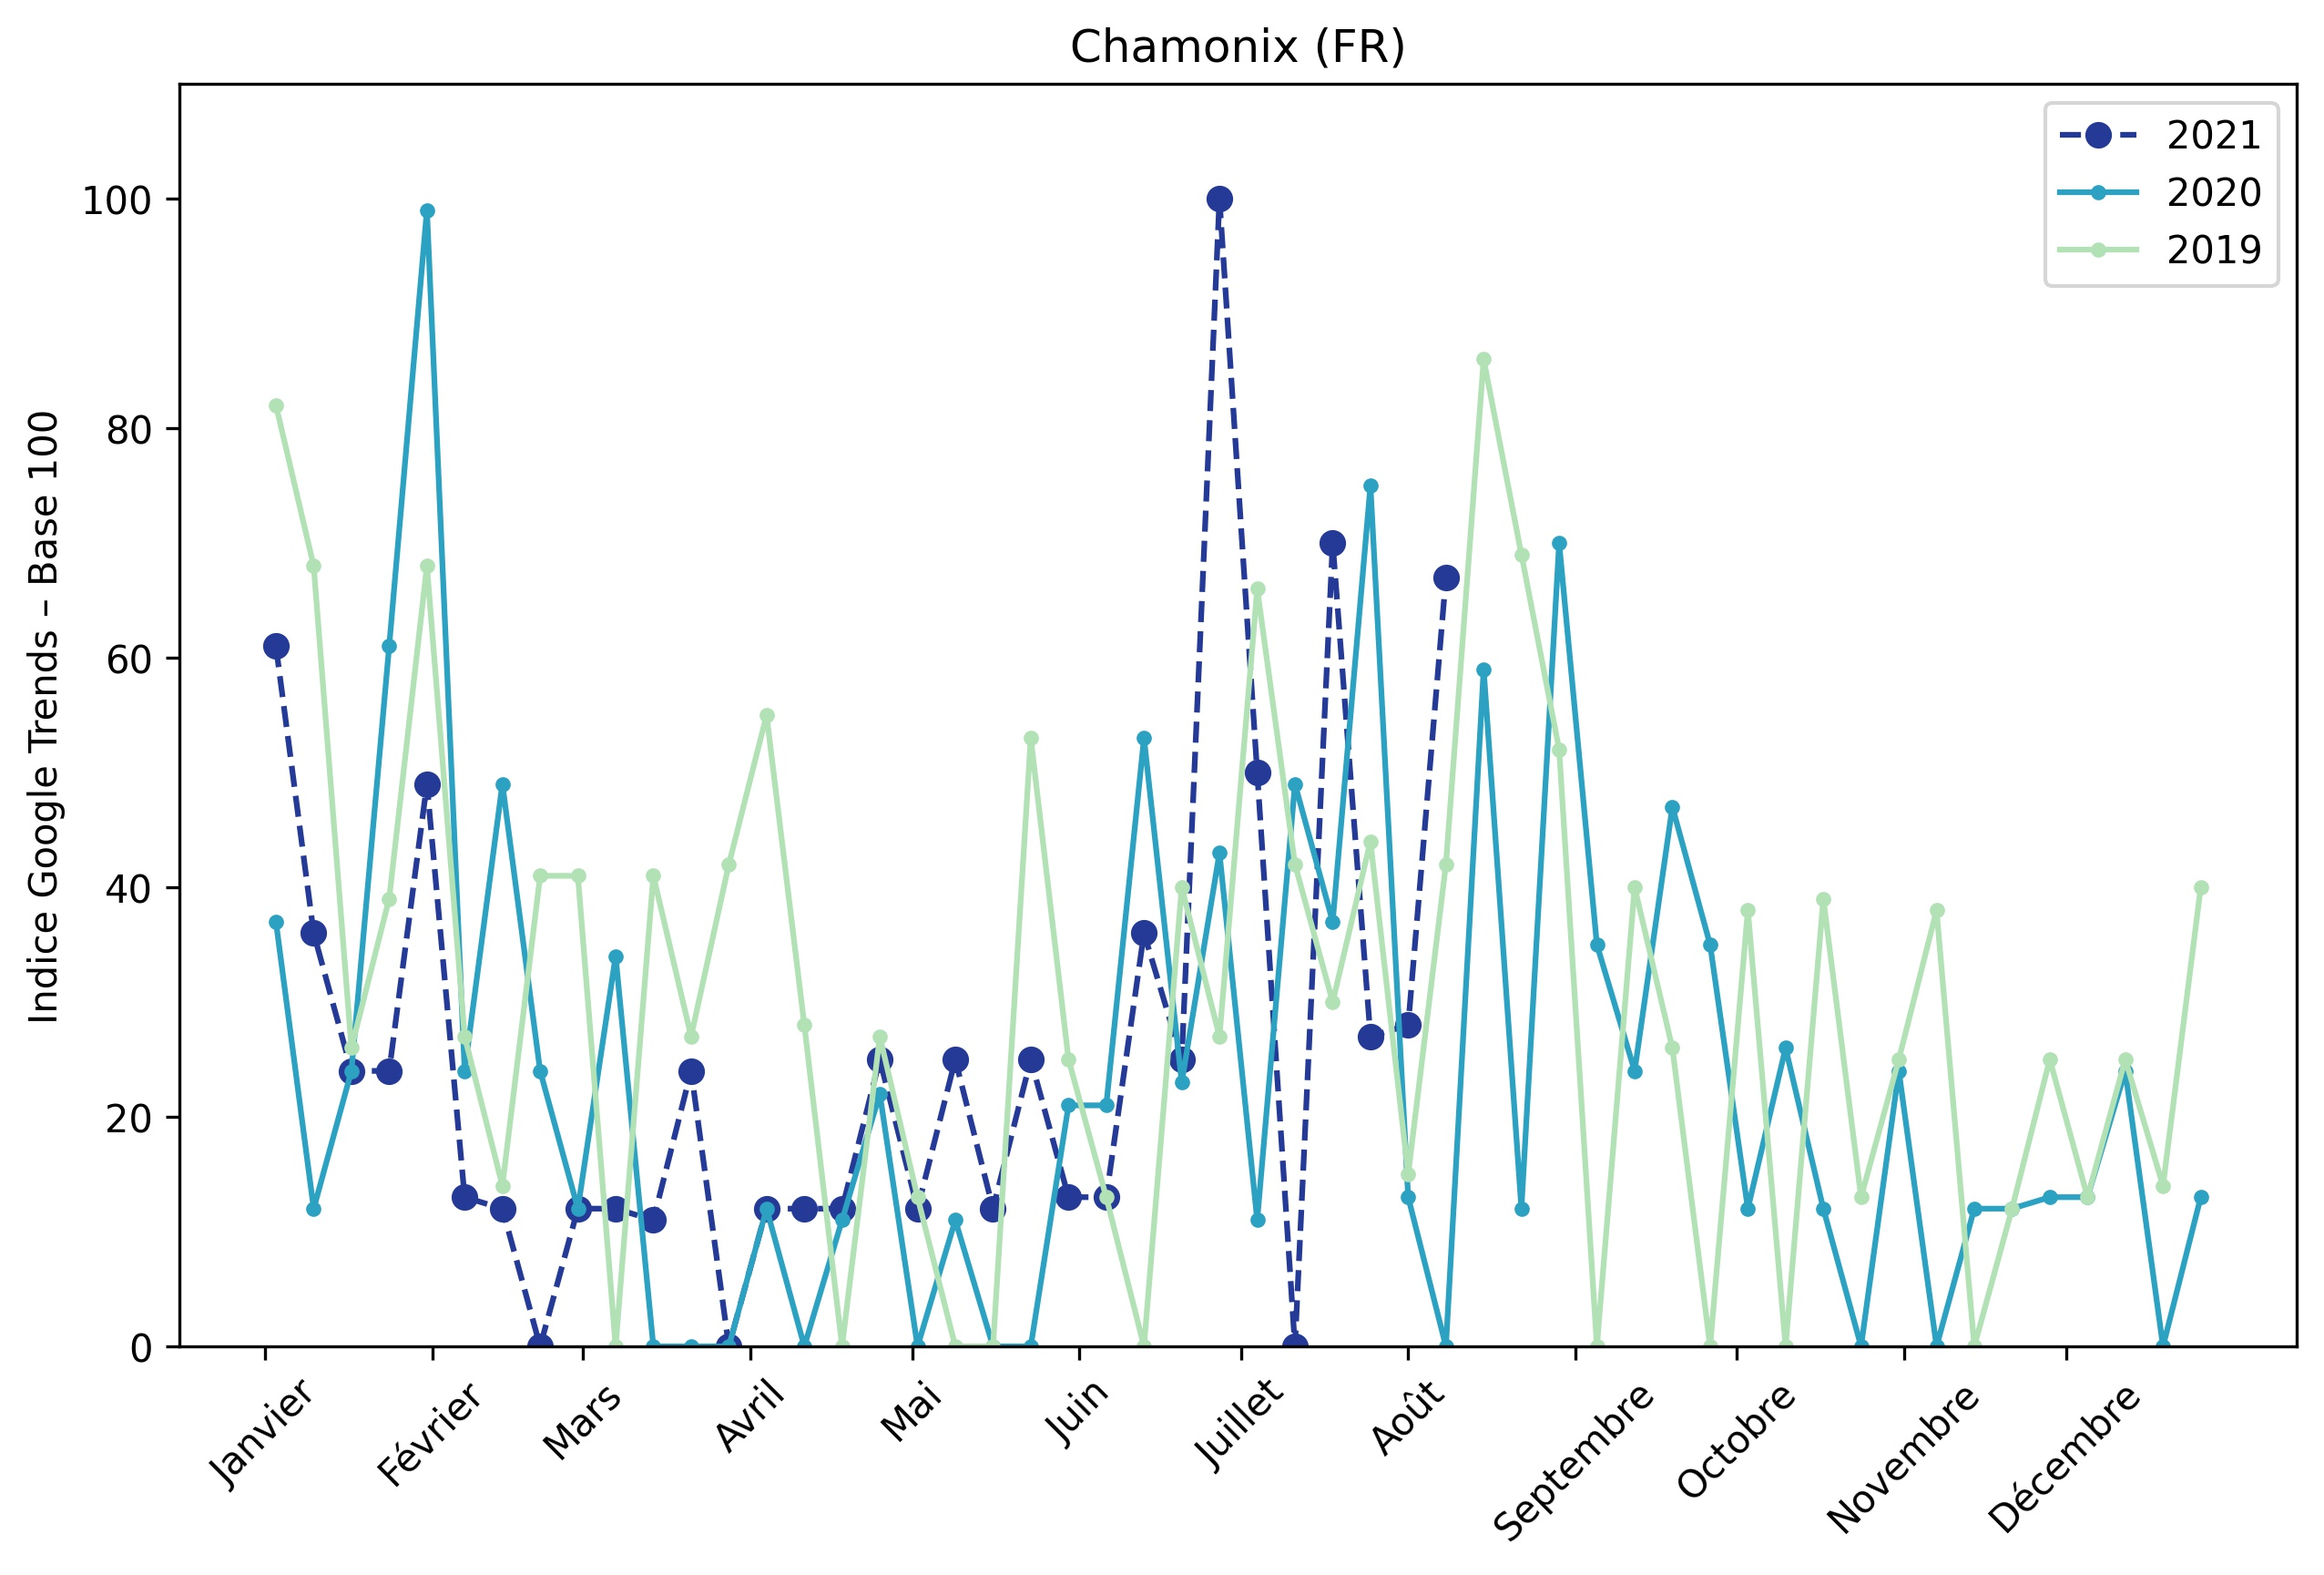 Chamonix (FR)
2021
2020
2019
Indice Google Trends – Base 100
100
80
60
40
20
0
Janvier
Février
Mars
Avril
Mai
Juin
Juillet
Août
Septembre
Octobre
Novembre
Décembre